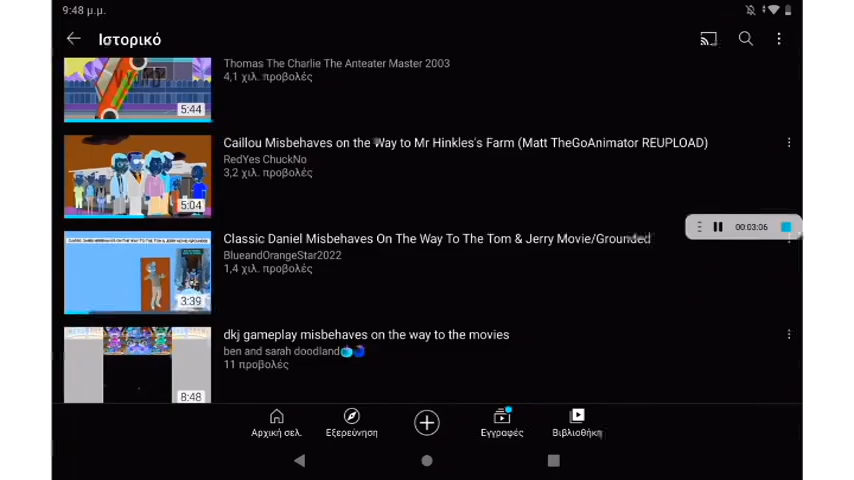 9:48 μ.μ.
Ιστορικό
Thomas The Charlie The Anteater Master 2003
4,1 χιλ. προβολές
5:44
Caillou Misbehaves on the Way to Mr Hinkles's Farm (Matt TheGoAnimator REUPLOAD)
RedYes ChuckNo
3,2 χιλ. προβολές
5:04
00:03:06
Classic Daniel Misbehaves On The Way To The Tom & Jerry Movie/Grounded
BlueandOrangeStar2022
1,4 χιλ. προβολές
3:39
dkj gameplay misbehaves on the way to the movies
ben and sarah doodland
11 προβολές
8:48
Αρχική σελ.
Εξερεύνηση
Εγγραφές
Βιβλιοθήκη